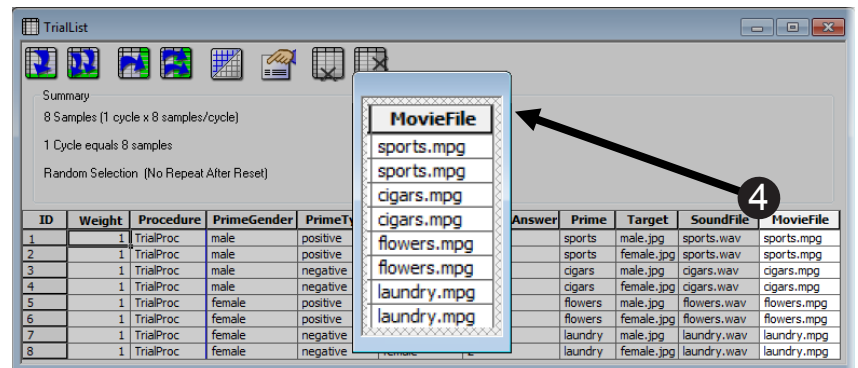 TrialList
Summary
8 Samples (1 cycle x 8 samples/cycle)
1 Cycle equals 8 samples
Random Selection (No Repeat After Reset)
MovieFile
sports.mpg
sports.mpg
cigars.mpg
cigars.mpg
flowers.mpg
flowers.mpg
laundry.mpg
laundry.mpg
4
ID Weight Procedure PrimeGender Answer Prime Target SoundFile MovieFile
1 1 TrialProc male positive sports male.jpg sports.wav sports.mpg
2 1 TrialProc male positive sports female.jpg sports.wav sports.mpg
3 1 TrialProc male negative cigars male.jpg cigars.wav cigars.mpg
4 1 TrialProc male negative cigars female.jpg cigars.wav cigars.mpg
5 1 TrialProc female positive flowers male.jpg flowers.wav flowers.mpg
6 1 TrialProc female positive flowers female.jpg flowers.wav flowers.mpg
7 1 TrialProc female negative laundry male.jpg laundry.wav laundry.mpg
8 1 TrialProc female negative laundry female.jpg laundry.wav laundry.mpg